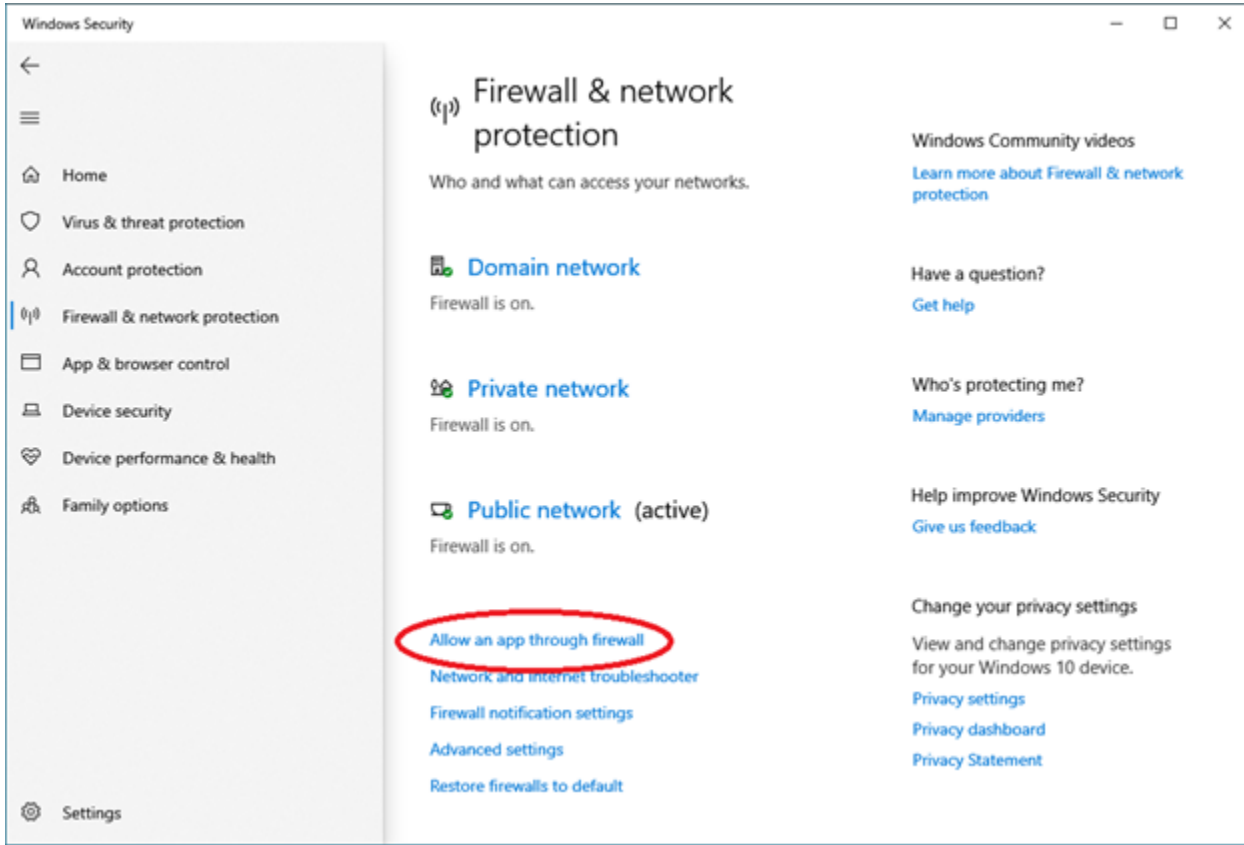 Windows Security
Home
Virus & threat protection
Account protection
Firewall & network protection
App & browser control
Device security
Device performance & health
Family options
Settings
Firewall & network
protection
Who and what can access your networks.
Domain network
Firewall is on.
Private network
Firewall is on.
Public network (active)
Firewall is on.
Allow an app through firewall
Network and Internet troubleshooter
Firewall notification settings
Advanced settings
Restore firewalls to default
Windows Community videos
Learn more about Firewall & network
protection
Have a question?
Get help
Who's protecting me?
Manage providers
Help improve Windows Security
Give us feedback
Change your privacy settings
View and change privacy settings
for your Windows 10 device.
Privacy settings
Privacy dashboard
Privacy Statement